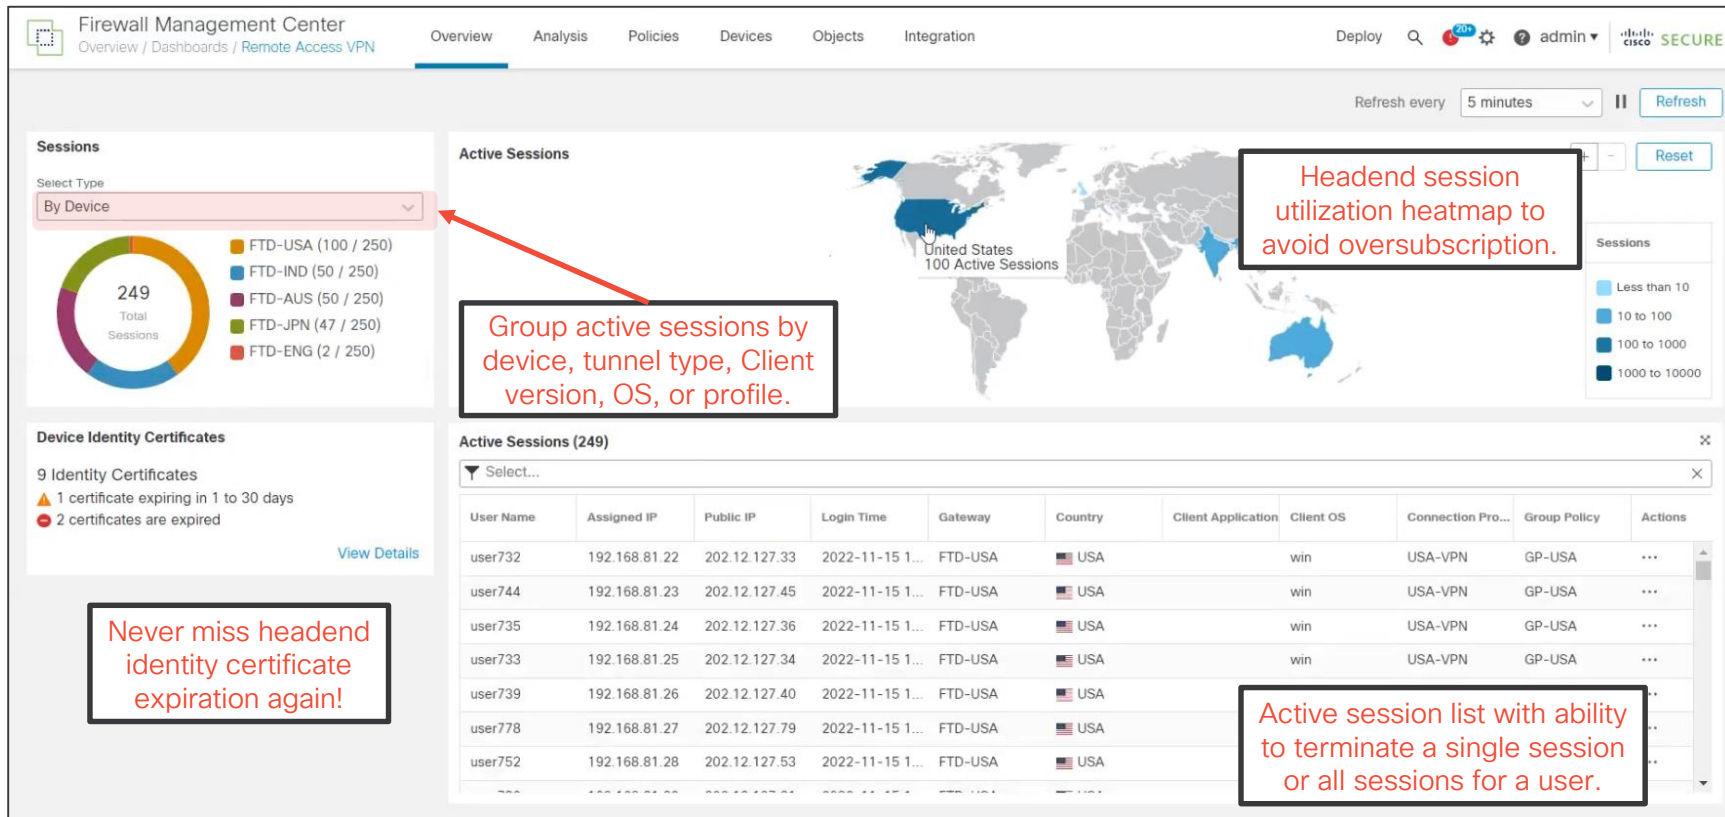 Firewall Management Center
Overview / Dashboards / Remote Access VPN
Overview
Analysis
Policies
Devices
Objects
Integration
Deploy
20+
admin
cisco SECURE
Refresh every
5 minutes
Refresh
Sessions
Select Type
By Device
249
Total
Sessions
FTD-USA (100 / 250)
FTD-IND (50 / 250)
FTD-AUS (50 / 250)
FTD-JPN (47 / 250)
FTD-ENG (2 / 250)
Active Sessions
United States
100 Active Sessions
+ -
Reset
Headend session
utilization heatmap to
avoid oversubscription.
Sessions
Less than 10
10 to 100
100 to 1000
1000 to 10000
Group active sessions by
device, tunnel type, Client
version, OS, or profile.
Device Identity Certificates
9 Identity Certificates
1 certificate expiring in 1 to 30 days
2 certificates are expired
View Details
Never miss headend
identity certificate
expiration again!
Active Sessions (249)
Select...
User Name Assigned IP Public IP Login Time Gateway Country Client Application Client OS Connection Pro... Group Policy Actions
user732 192.168.81.22 202.12.127.33 2022-11-15 1... FTD-USA USA win USA-VPN GP-USA ...
user744 192.168.81.23 202.12.127.45 2022-11-15 1... FTD-USA USA win USA-VPN GP-USA ...
user735 192.168.81.24 202.12.127.36 2022-11-15 1... FTD-USA USA win USA-VPN GP-USA ...
user733 192.168.81.25 202.12.127.34 2022-11-15 1... FTD-USA USA win USA-VPN GP-USA ...
user739 192.168.81.26 202.12.127.40 2022-11-15 1... FTD-USA USA
user778 192.168.81.27 202.12.127.79 2022-11-15 1... FTD-USA USA
user752 192.168.81.28 202.12.127.53 2022-11-15 1... FTD-USA USA
Active session list with ability
to terminate a single session
or all sessions for a user.